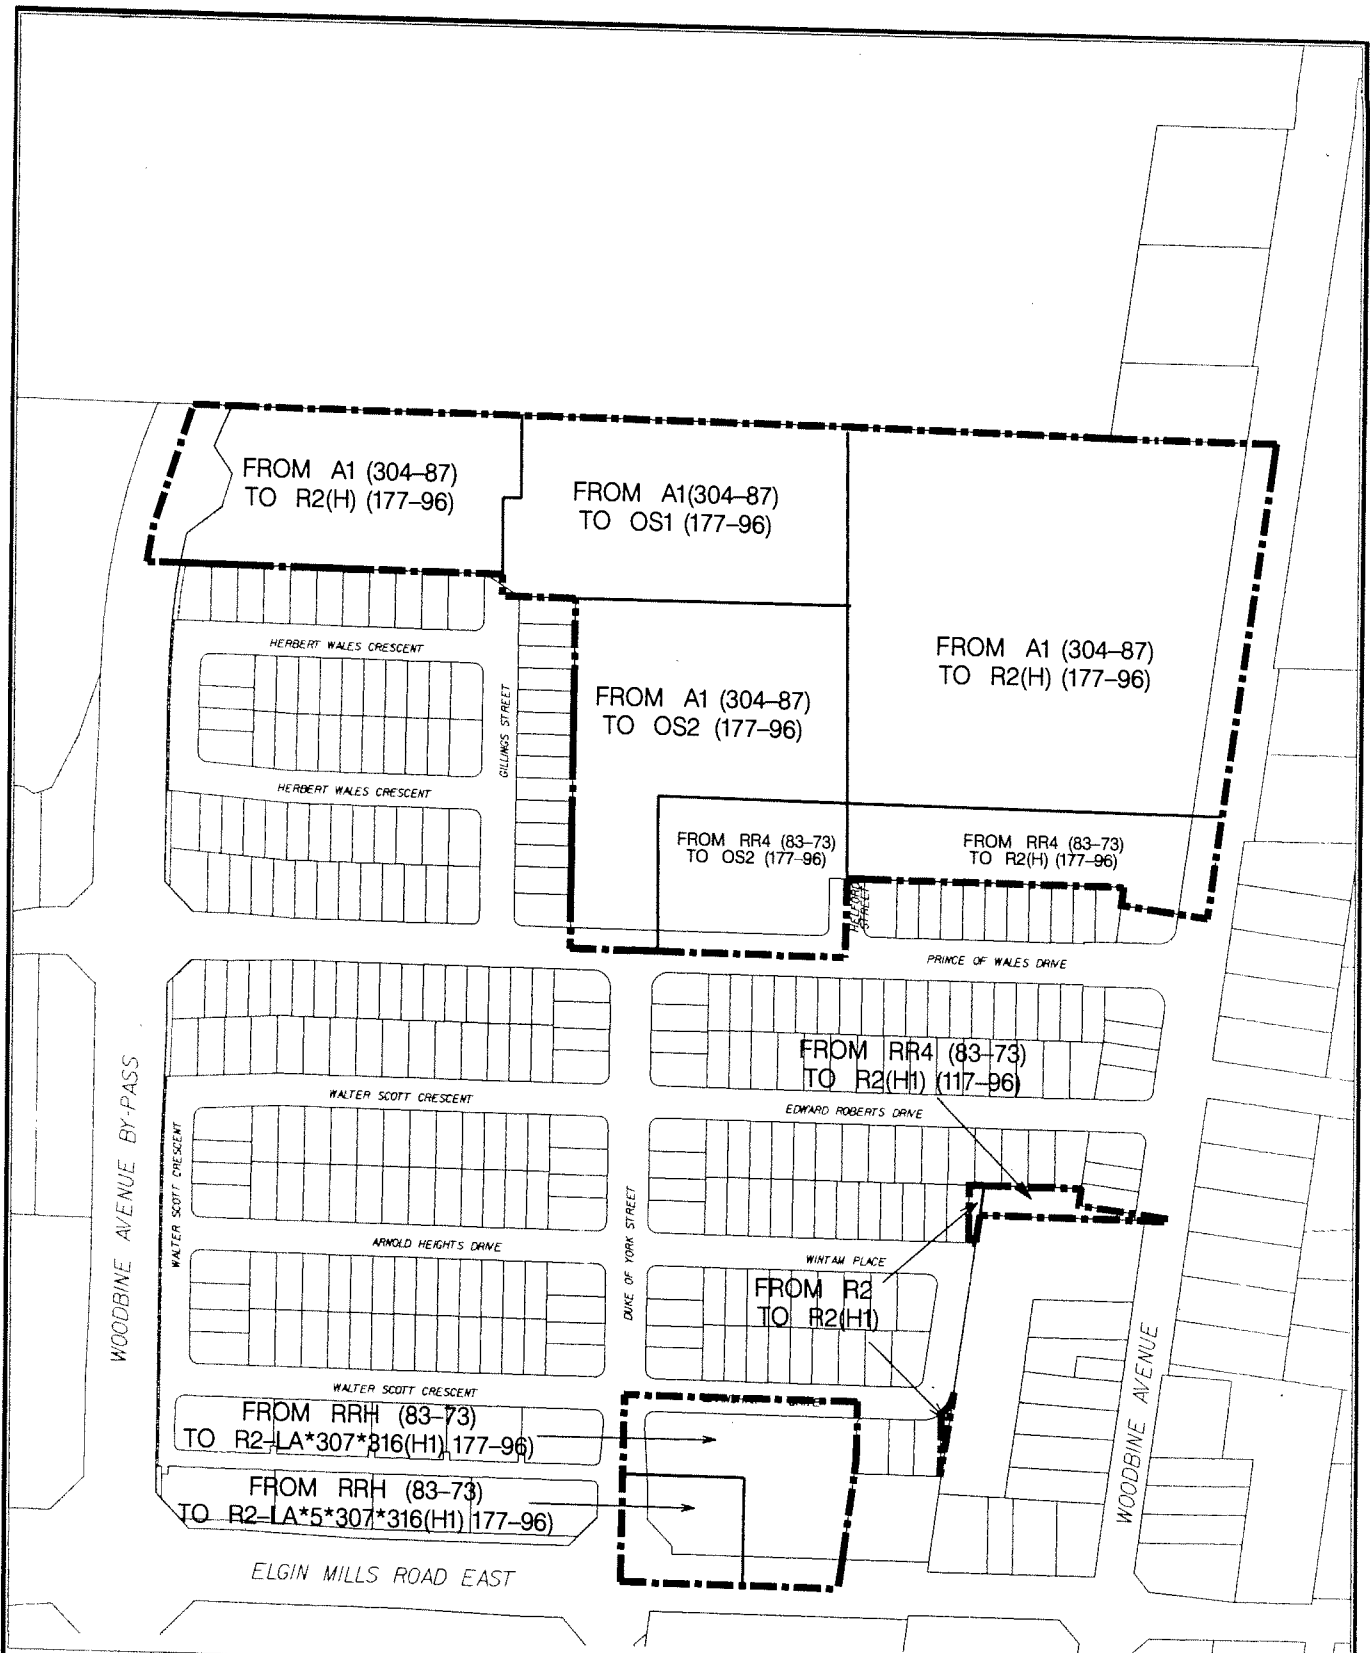 FROM A1 (304–87)
TO R2(H) (177–96)
FROM A1(304–87)
TO OS1 (177–96)
FROM A1 (304–87)
TO R2(H) (177–96)
HERBERT WALES CRESCENT
GILLINGS STREET
FROM A1 (304–87)
TO OS2 (177–96)
HERBERT WALES CRESCENT
FROM RR4 (83–73)
TO OS2 (177–96)
FROM RR4 (83–73)
TO R2(H) (177–96)
HELFORD
STREET
PRINCE OF WALES DRIVE
FROM RR4 (83–73)
TO R2(H1) (117–96)
WOODBINE AVENUE BY-PASS
WALTER SCOTT CRESCENT
WALTER SCOTT CRESCENT
EDWARD ROBERTS DRIVE
ARNOLD HEIGHTS DRIVE
DUKE OF YORK STREET
WINTAM PLACE
FROM R2
TO R2(H1)
WOODBINE AVENUE
WALTER SCOTT CRESCENT
DRIVE
FROM RRH (83–73)
TO R2–LA*307*316(H1) 177–96)
FROM RRH (83–73)
TO R2–LA*5*307*316(H1) 177–96)
ELGIN MILLS ROAD EAST